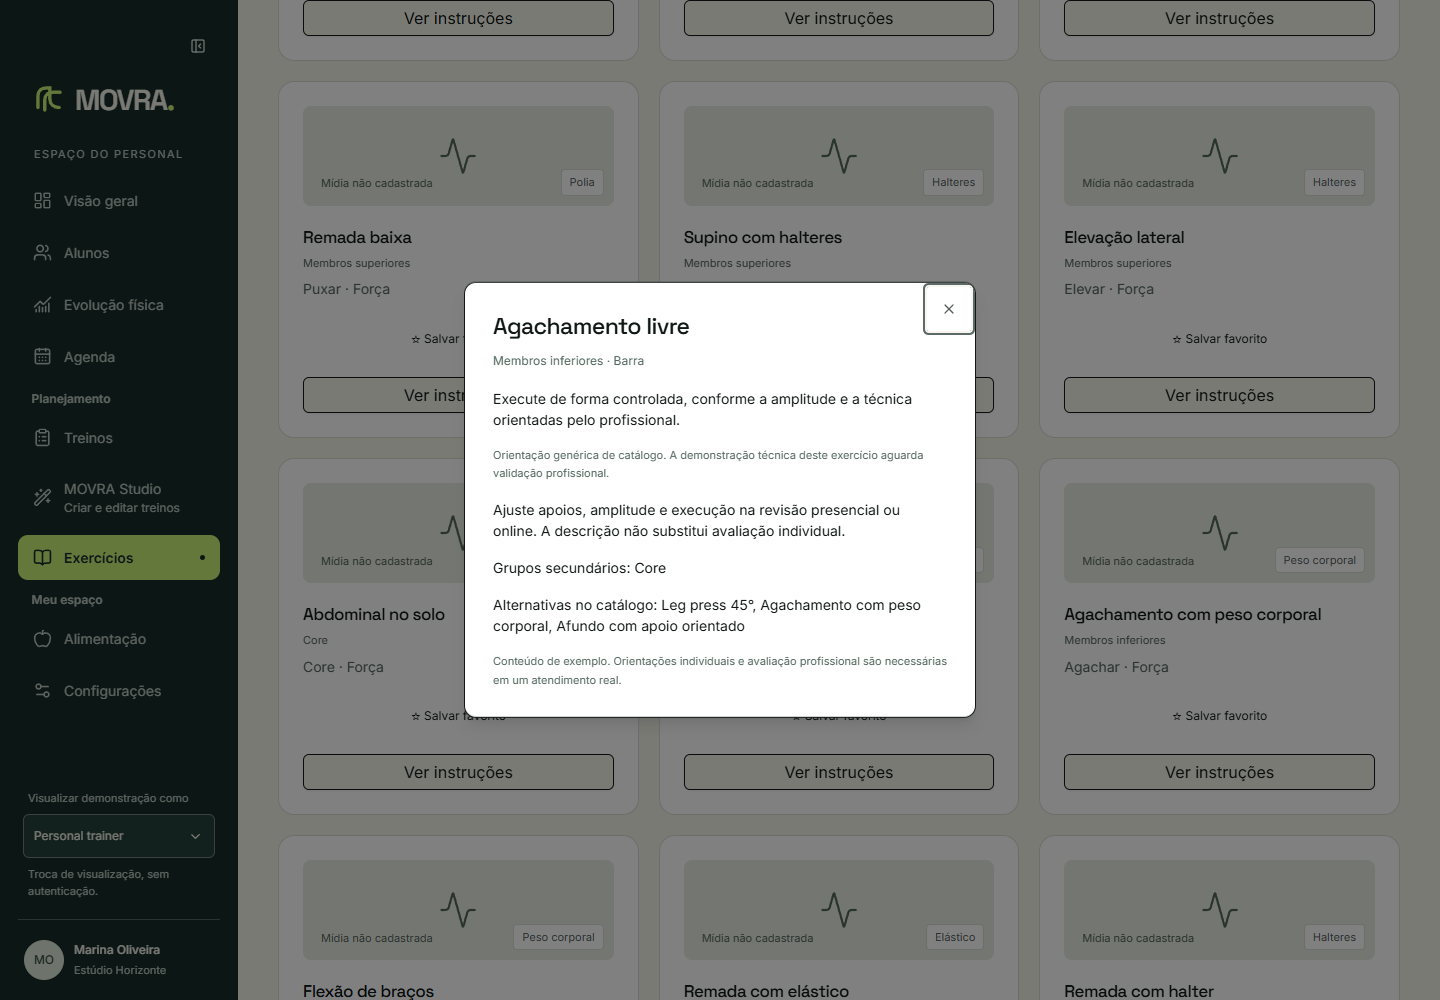 MOVRA.
ESPAÇO DO PERSONAL
Visão geral
Alunos
Evolução física
Agenda
Planejamento
Treinos
MOVRA Studio
Criar e editar treinos
Exercícios
Meu espaço
Alimentação
Configurações
Visualizar demonstração como
Personal trainer
Troca de visualização, sem
autenticação.
MO
Marina Oliveira
Estúdio Horizonte
Ver instruções
Ver instruções
Ver instruções
Mídia não cadastrada
Polia
Remada baixa
Membros superiores
Puxar · Força
☆ Salvar
Ver inst
Mídia não cadastrada
Halteres
Supino com halteres
Membros superiores
Mídia não cadastrada
Halteres
Elevação lateral
Membros superiores
Elevar · Força
☆ Salvar favorito
Ver instruções
Agachamento livre
×
Membros inferiores · Barra
Execute de forma controlada, conforme a amplitude e a técnica
orientadas pelo profissional.
Orientação genérica de catálogo. A demonstração técnica deste exercício aguarda
validação profissional.
Ajuste apoios, amplitude e execução na revisão presencial ou
online. A descrição não substitui avaliação individual.
Grupos secundários: Core
Alternativas no catálogo: Leg press 45°, Agachamento com peso
corporal, Afundo com apoio orientado
Conteúdo de exemplo. Orientações individuais e avaliação profissional são necessárias
em um atendimento real.
Mídia não cadastrada
Abdominal no solo
Core
Core · Força
☆ Salvar favorito
Ver instruções
☆ Salvar favorito
Ver instruções
Mídia não cadastrada
Peso corporal
Agachamento com peso corporal
Membros inferiores
Agachar · Força
☆ Salvar favorito
Ver instruções
Mídia não cadastrada
Peso corporal
Flexão de braços
Mídia não cadastrada
Elástico
Remada com elástico
Mídia não cadastrada
Halteres
Remada com halter